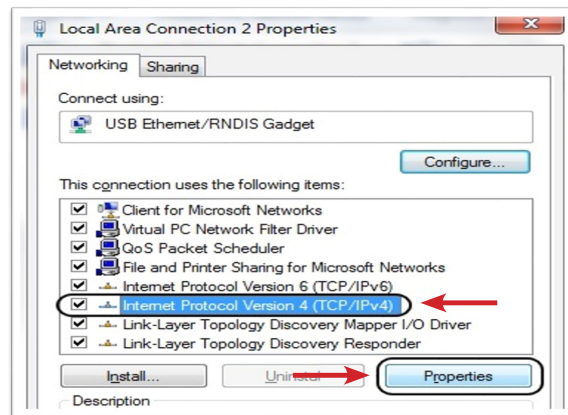 Local Area Connection 2 Properties
Networking
Sharing
Connect using:
USB Ethernet/RNDIS Gadget
Configure...
This connection uses the following items:
Client for Microsoft Networks
Virtual PC Network Filter Driver
QoS Packet Scheduler
File and Printer Sharing for Microsoft Networks
Internet Protocol Version 6 (TCP/IPv6)
Internet Protocol Version 4 (TCP/IPv4)
Link-Layer Topology Discovery Mapper I/O Driver
Link-Layer Topology Discovery Responder
Install...
Properties
Description